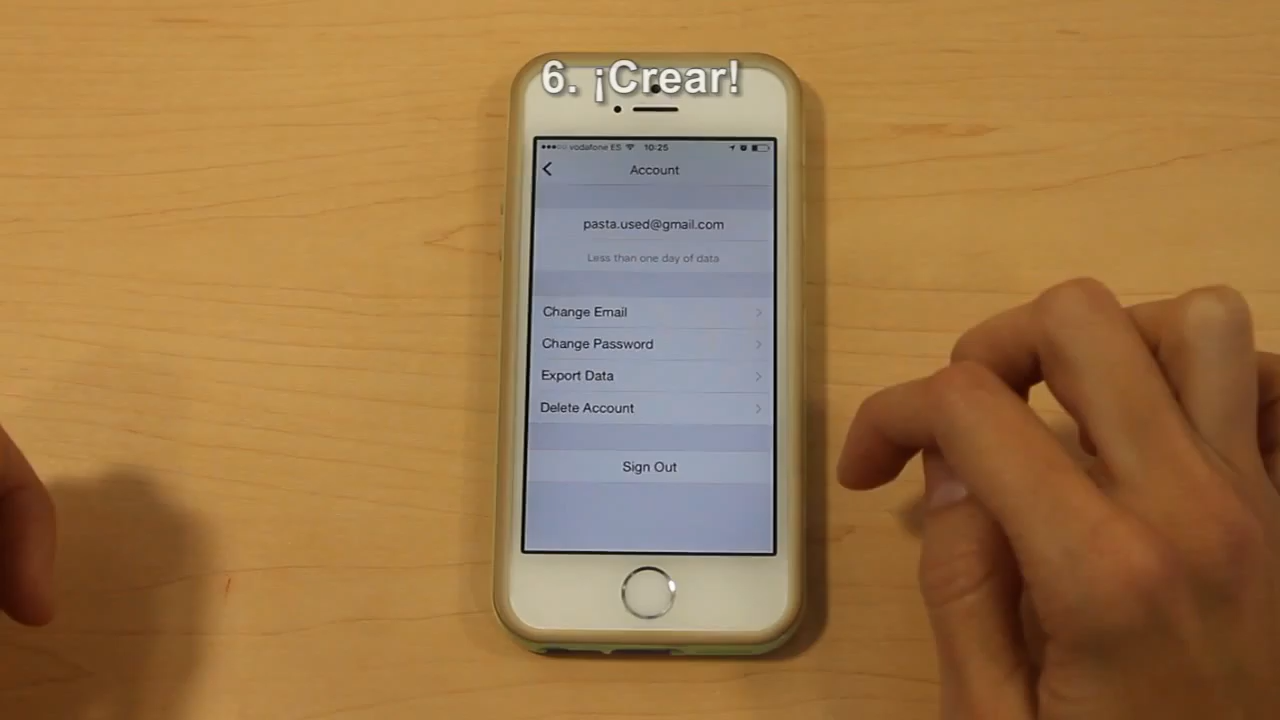 6. ¡Crear!
vodafone ES 10:25
Account
pasta.used@gmail.com
Less than one day of data
Change Email
Change Password
Export Data
Delete Account
Sign Out